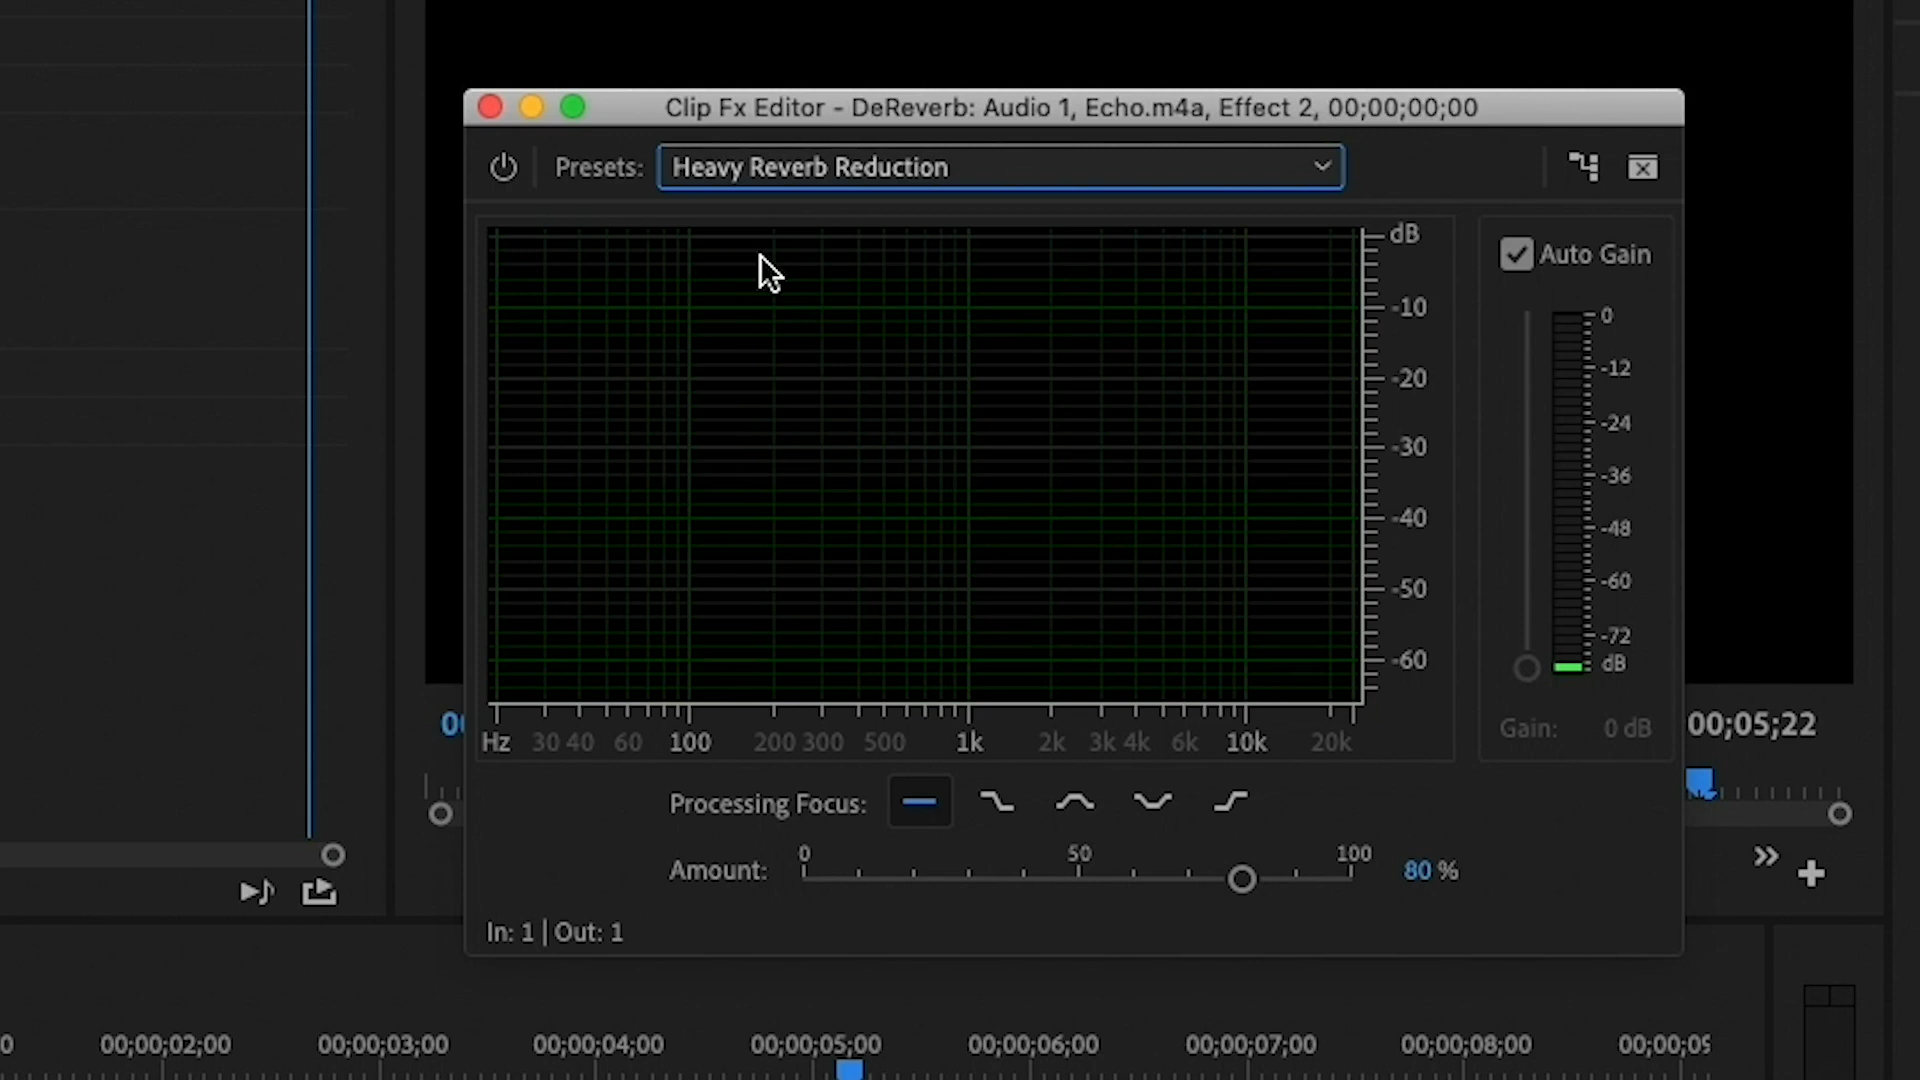 Clip Fx Editor - DeReverb: Audio 1, Echo.m4a, Effect 2, 00;00;00;00
Presets: Heavy Reverb Reduction
dB
-10
-20
-30
-40
-50
-60
Hz 30 40 60 100 200 300 500 1k 2k 3k 4k 6k 10k 20k
Auto Gain
0
-12
-24
-36
-48
-60
-72
dB
Gain: 0 dB
00;05;22
Processing Focus:
0 50 100
Amount: 80 %
In: 1 | Out: 1
00;00;02;00 00;00;03;00 00;00;04;00 00;00;05;00 00;00;06;00 00;00;07;00 00;00;08;00 00;00;09